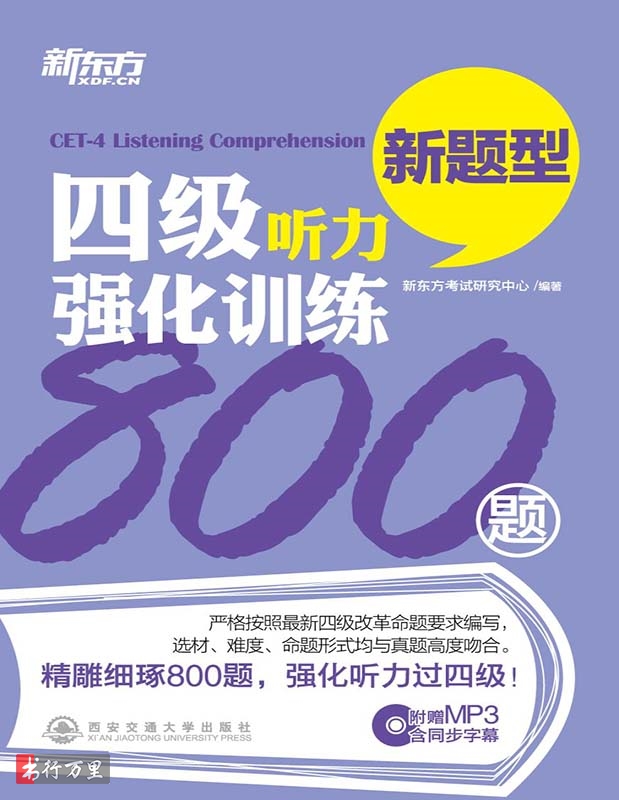 新东方
XDF.CN
CET-4 Listening Comprehension
新题型
四级听力
强化训练
新东方考试研究中心 /编著
800
题
严格按照最新四级改革命题要求编写，
选材、难度、命题形式均与真题高度吻合。
精雕细琢800题，强化听力过四级！
西安交通大学出版社
XI'AN JIAOTONG UNIVERSITY PRESS
附赠MP3
含同步字幕
书行万里